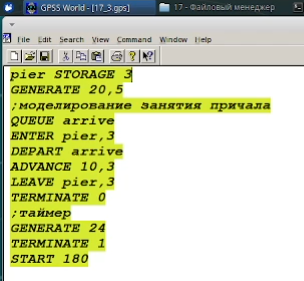 GPSS World - [17_3.gps]
17 - Файловый менеджер
File Edit Search View Command Window Help
pier STORAGE 3
GENERATE 20,5
;моделирование занятия причала
QUEUE arrive
ENTER pier,3
DEPART arrive
ADVANCE 10,3
LEAVE pier,3
TERMINATE 0
;таймер
GENERATE 24
TERMINATE 1
START 180